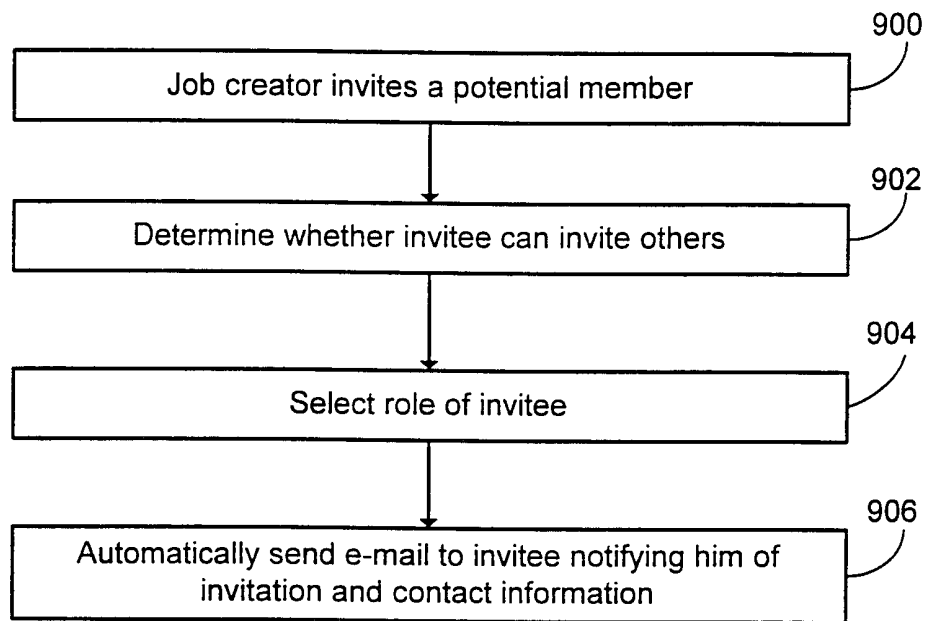 900
Job creator invites a potential member
902
Determine whether invitee can invite others
904
Select role of invitee
906
Automatically send e-mail to invitee notifying him of
invitation and contact information